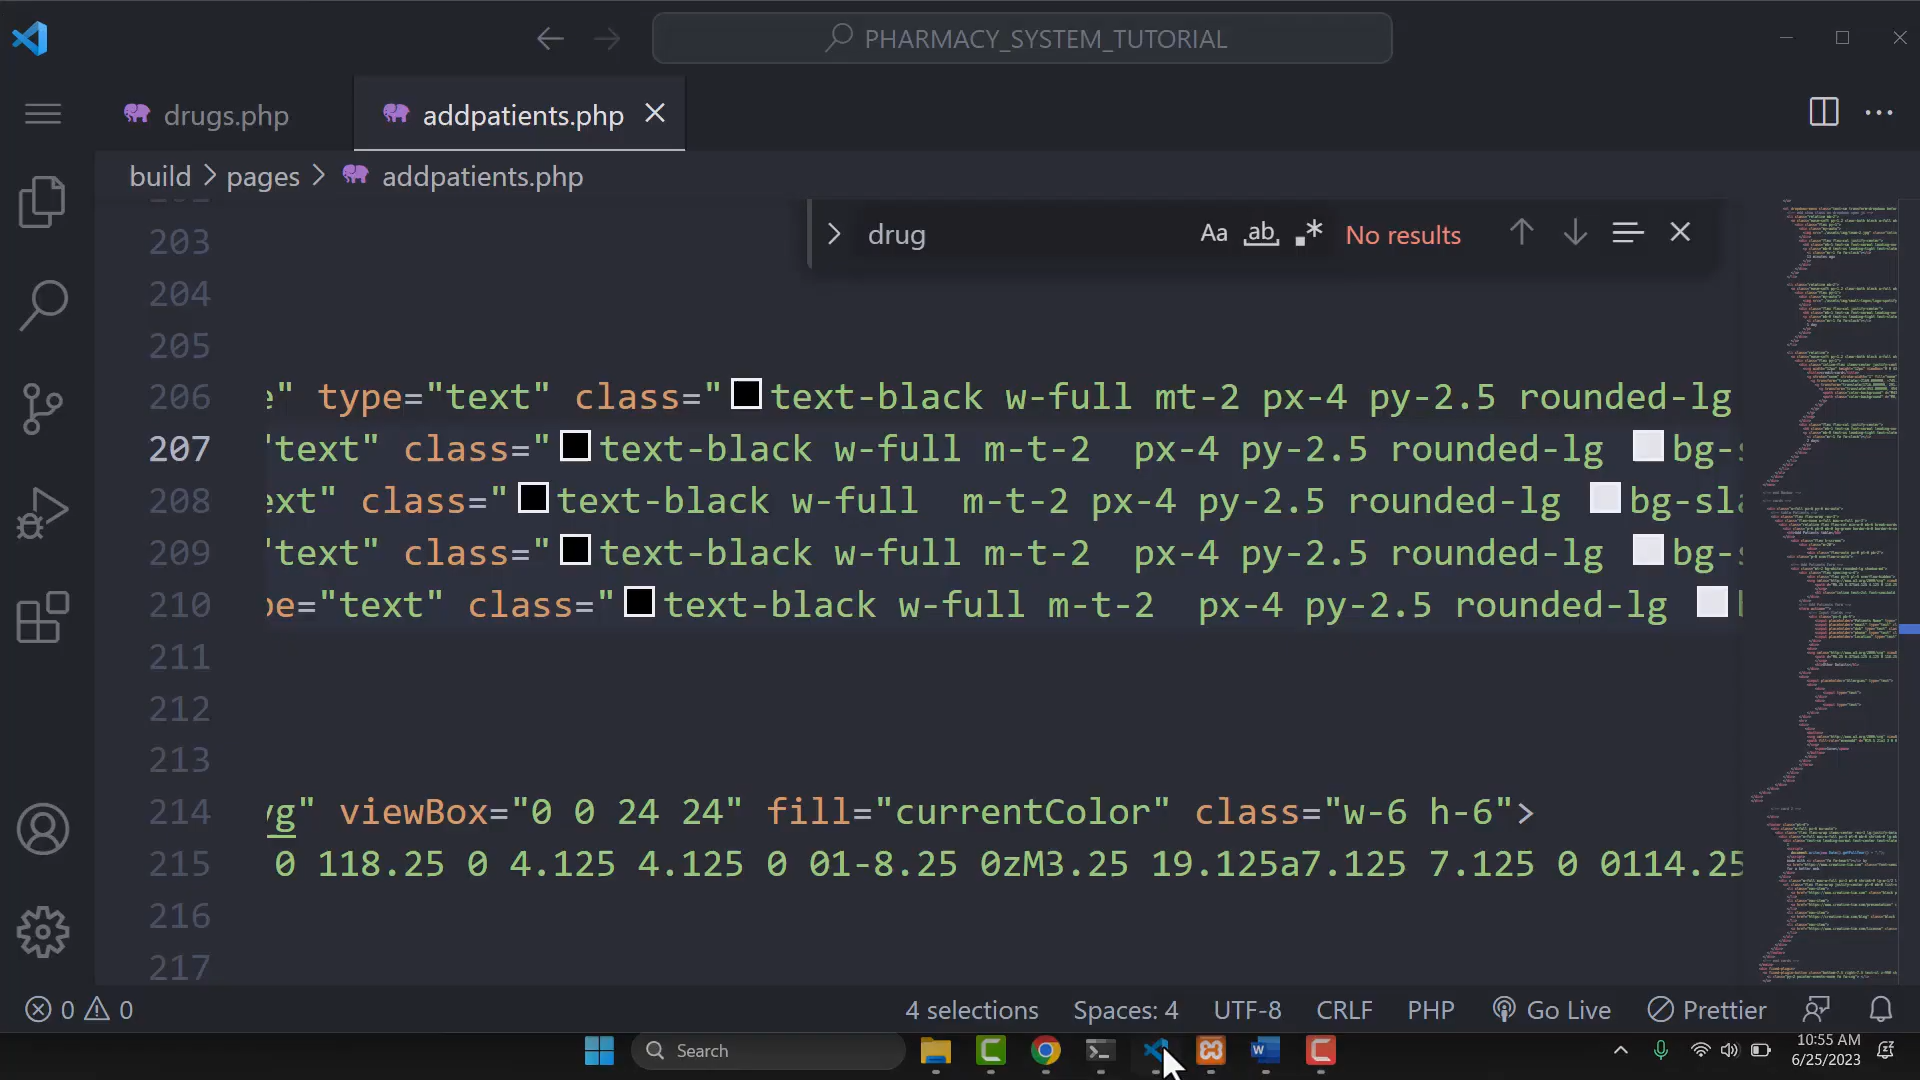 PHARMACY_SYSTEM_TUTORIAL
drugs.php
addpatients.php
build > pages > addpatients.php
drug
Aa ab .* No results
203
204
205
206 e" type="text" class="text-black w-full mt-2 px-4 py-2.5 rounded-lg
207 "text" class="text-black w-full m-t-2  px-4 py-2.5 rounded-lg bg-s
208 ext" class="text-black w-full  m-t-2 px-4 py-2.5 rounded-lg bg-sla
209 "text" class="text-black w-full m-t-2  px-4 py-2.5 rounded-lg bg-s
210 pe="text" class="text-black w-full m-t-2  px-4 py-2.5 rounded-lg
211
212
213
214 vg" viewBox="0 0 24 24" fill="currentColor" class="w-6 h-6">
215 0 118.25 0 4.125 4.125 0 01-8.25 0zM3.25 19.125a7.125 7.125 0 0114.25
216
217
0 0 4 selections Spaces: 4 UTF-8 CRLF PHP Go Live Prettier
Search
10:55 AM
6/25/2023